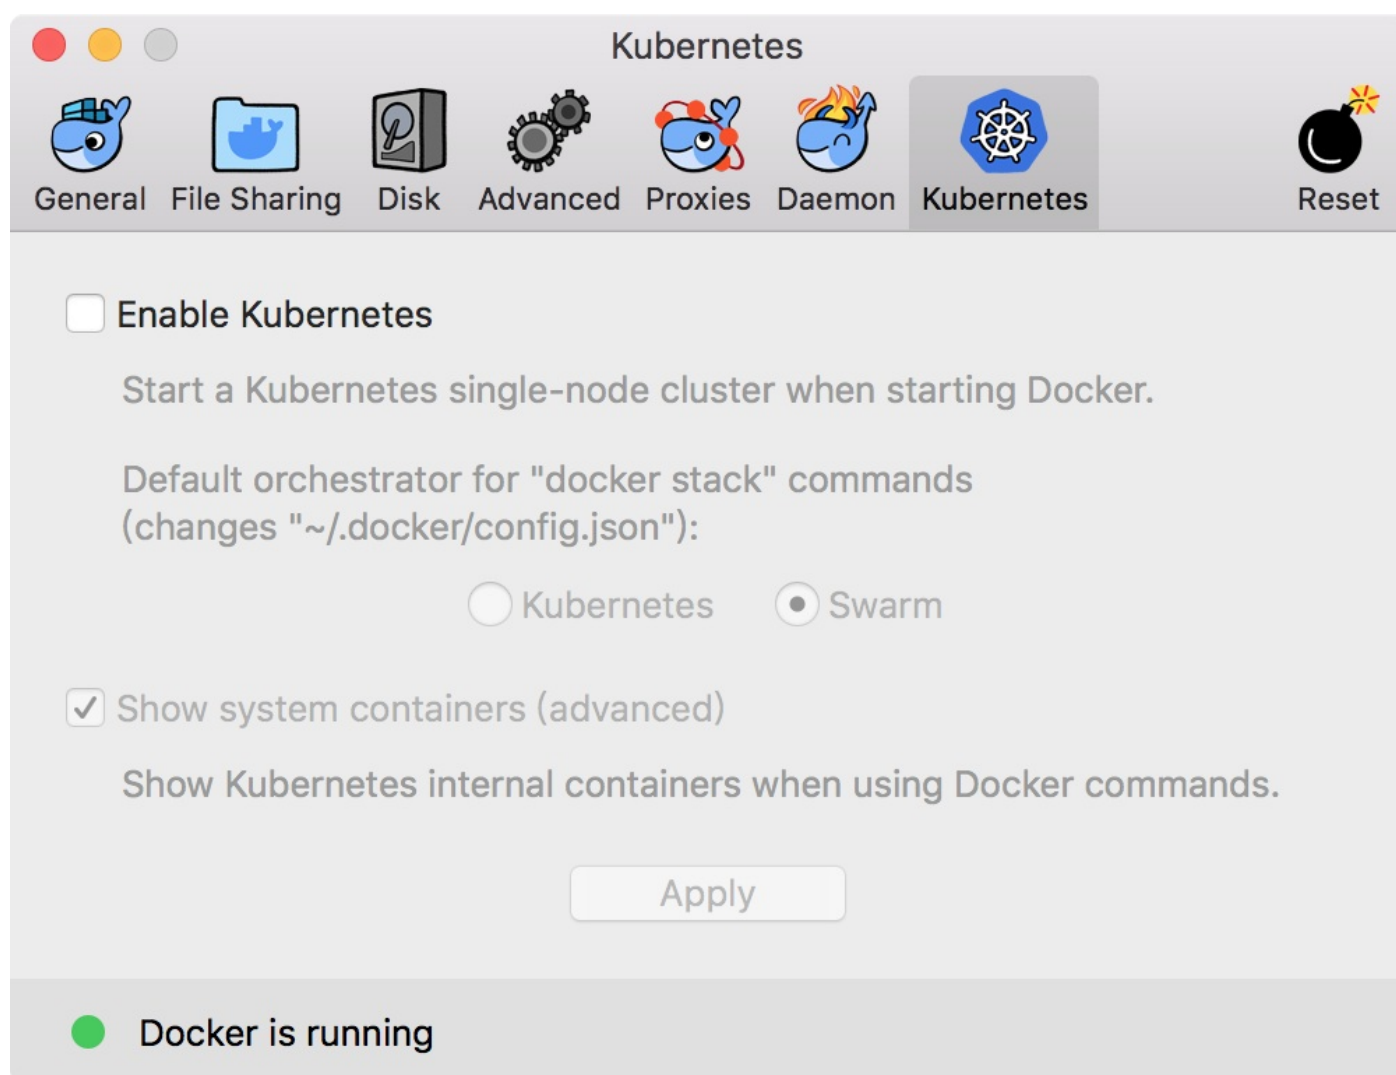 Kubernetes
General File Sharing Disk Advanced Proxies Daemon Kubernetes Reset
Enable Kubernetes
Start a Kubernetes single-node cluster when starting Docker.
Default orchestrator for "docker stack" commands
(changes "~/.docker/config.json"):
Kubernetes Swarm
Show system containers (advanced)
Show Kubernetes internal containers when using Docker commands.
Apply
Docker is running